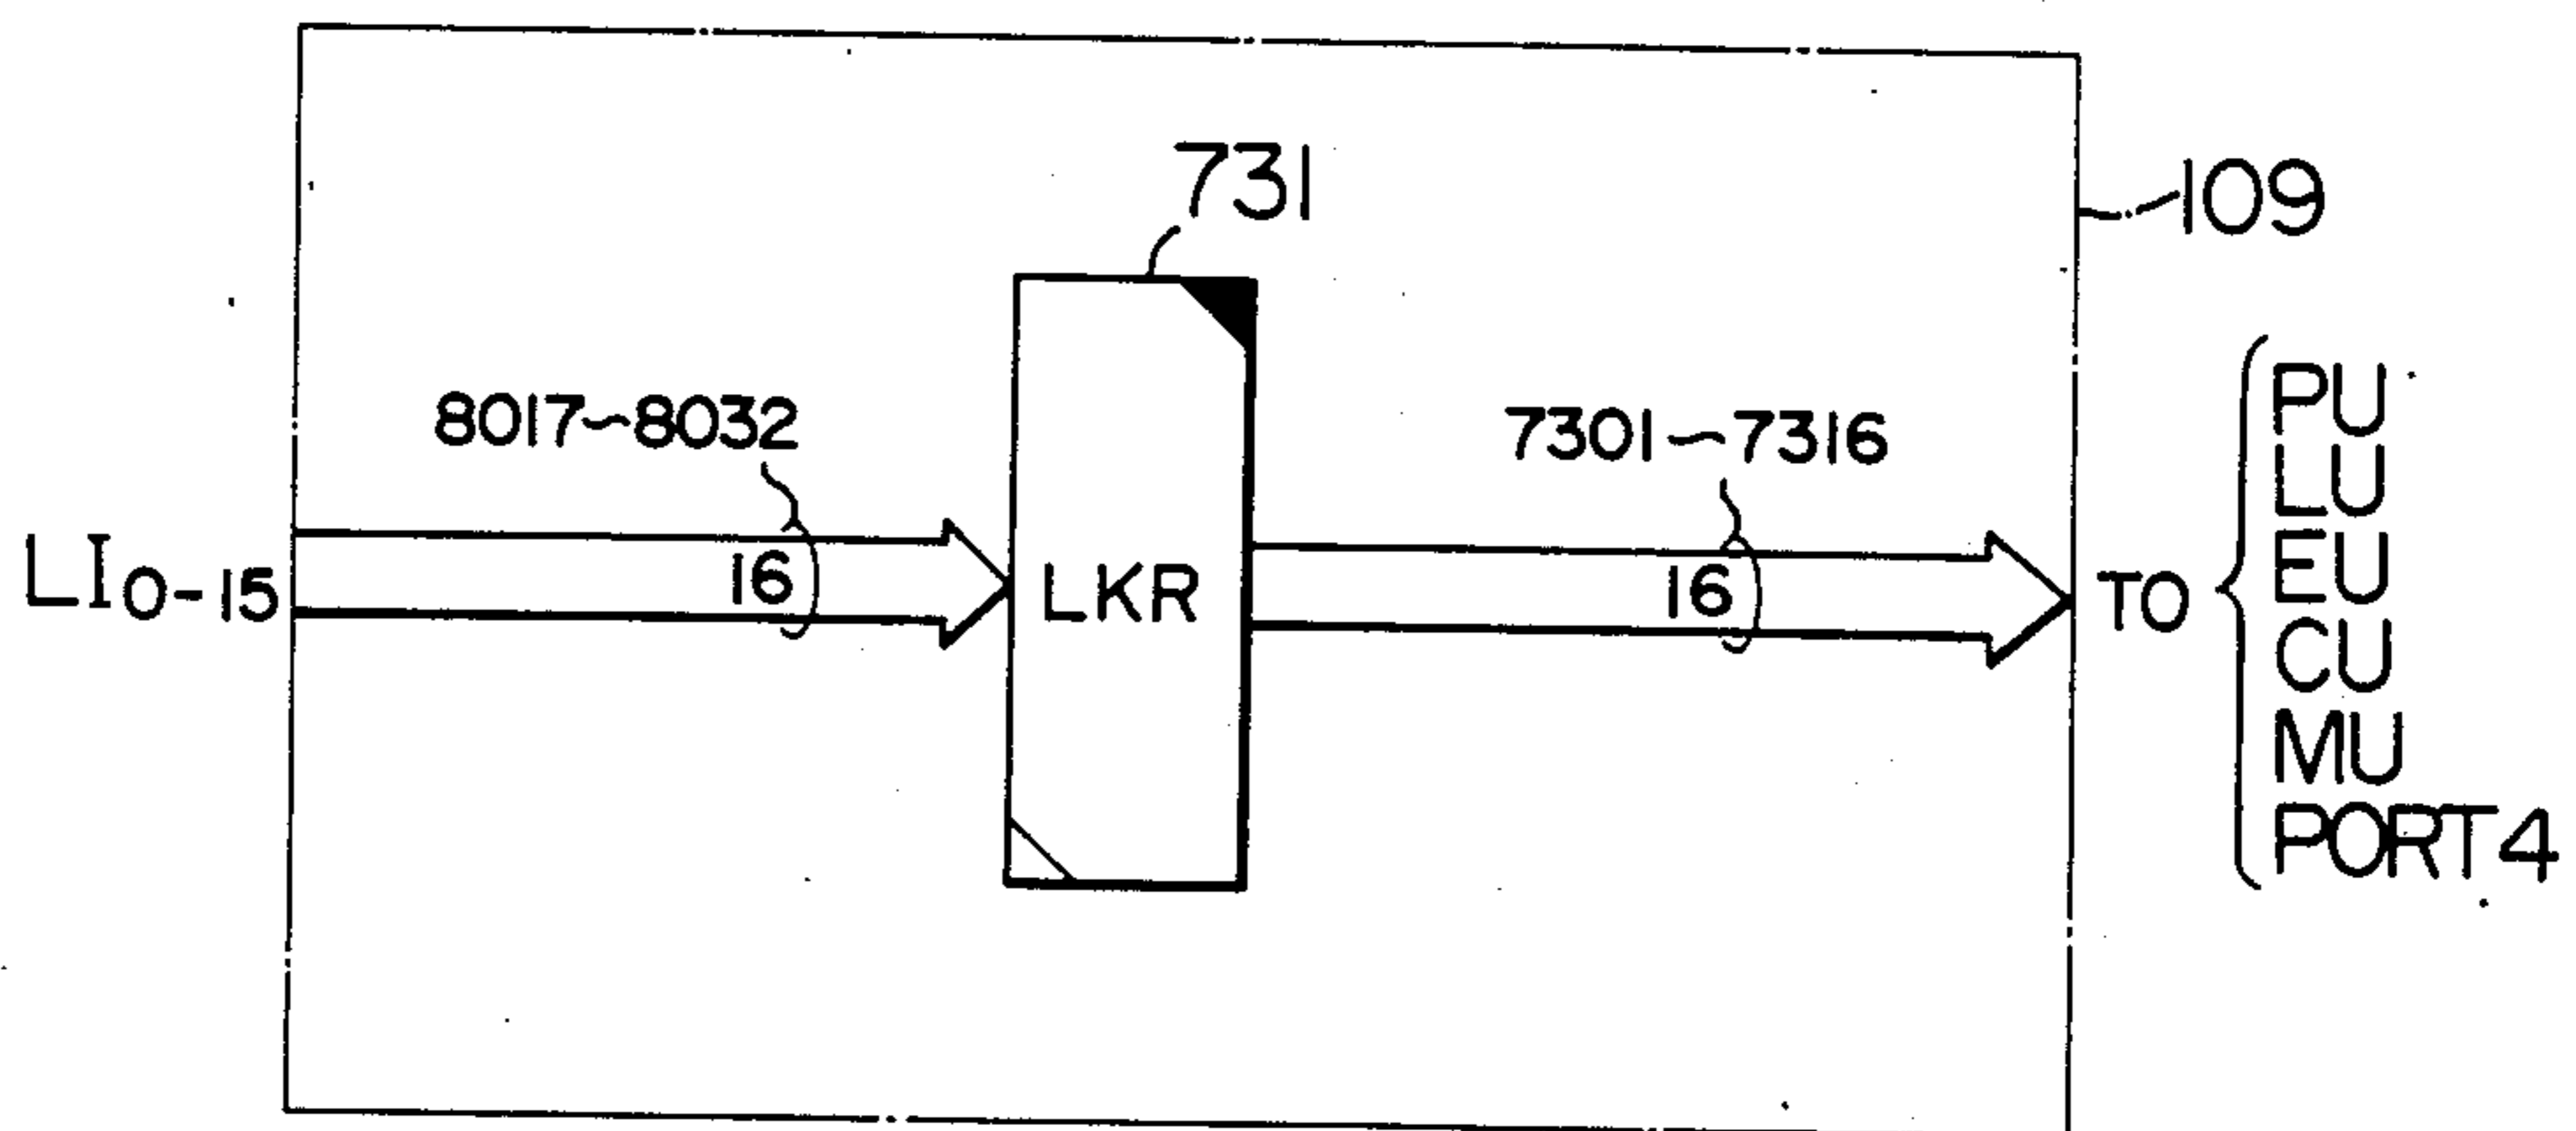 731
109
8017~8032
7301~7316
LI0-15
16
LKR
16
TO
PU
LU
EU
CU
MU
PORT4